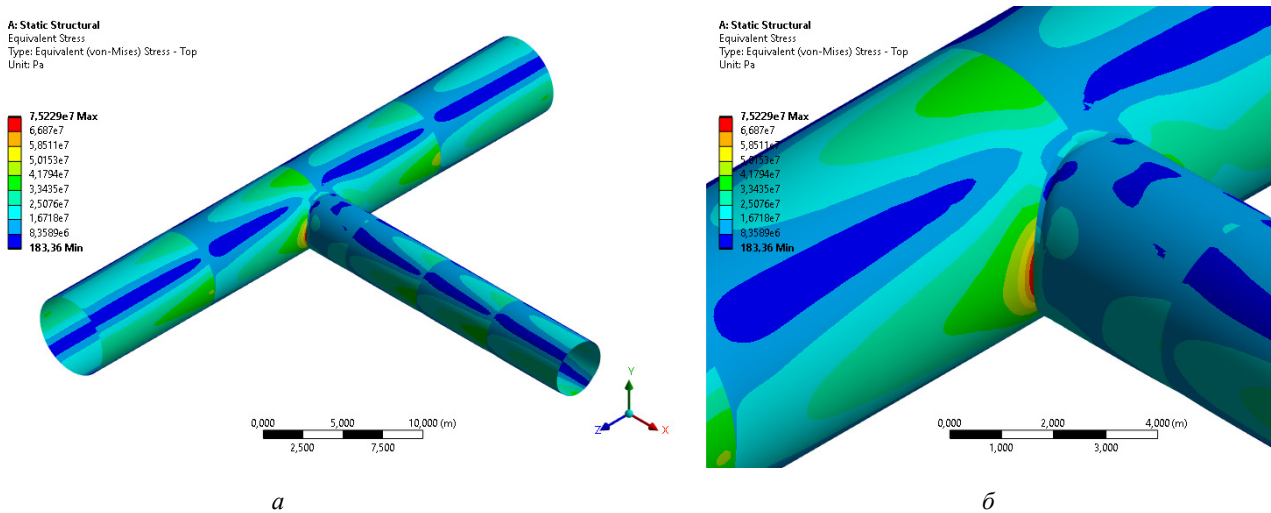 A: Static Structural
Equivalent Stress
Type: Equivalent (von-Mises) Stress - Top
Unit: Pa
7,5229e7 Max
6,687e7
5,8511e7
5,0153e7
4,1794e7
3,3435e7
2,5076e7
1,6718e7
8,3589e6
183,36 Min
0,000 5,000 10,000 (m)
2,500 7,500
Y
Z X
а
A: Static Structural
Equivalent Stress
Type: Equivalent (von-Mises) Stress - Top
Unit: Pa
7,5229e7 Max
6,687e7
5,8511e7
5,0153e7
4,1794e7
3,3435e7
2,5076e7
1,6718e7
8,3589e6
183,36 Min
0,000 2,000 4,000 (m)
1,000 3,000
б